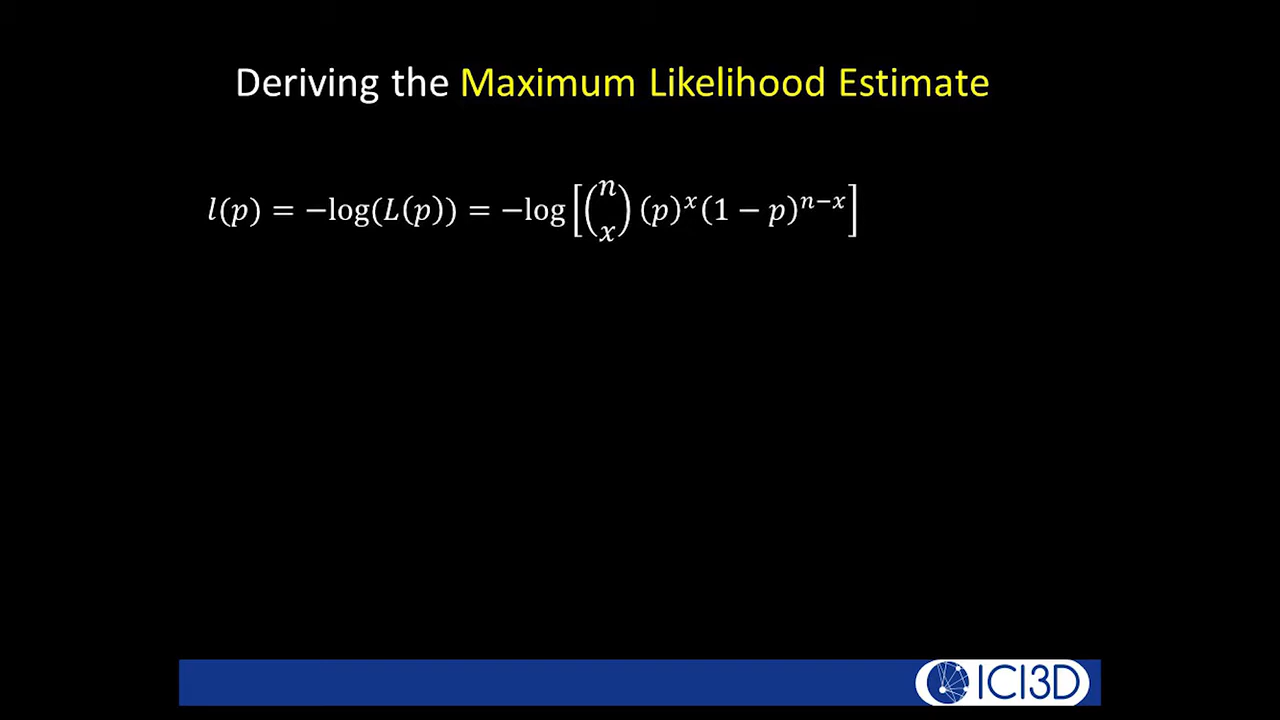 Deriving the Maximum Likelihood Estimate
l(p) = −log(L(p)) = −log[(n x)(p)^x(1 − p)^{n−x}]
ICI3D